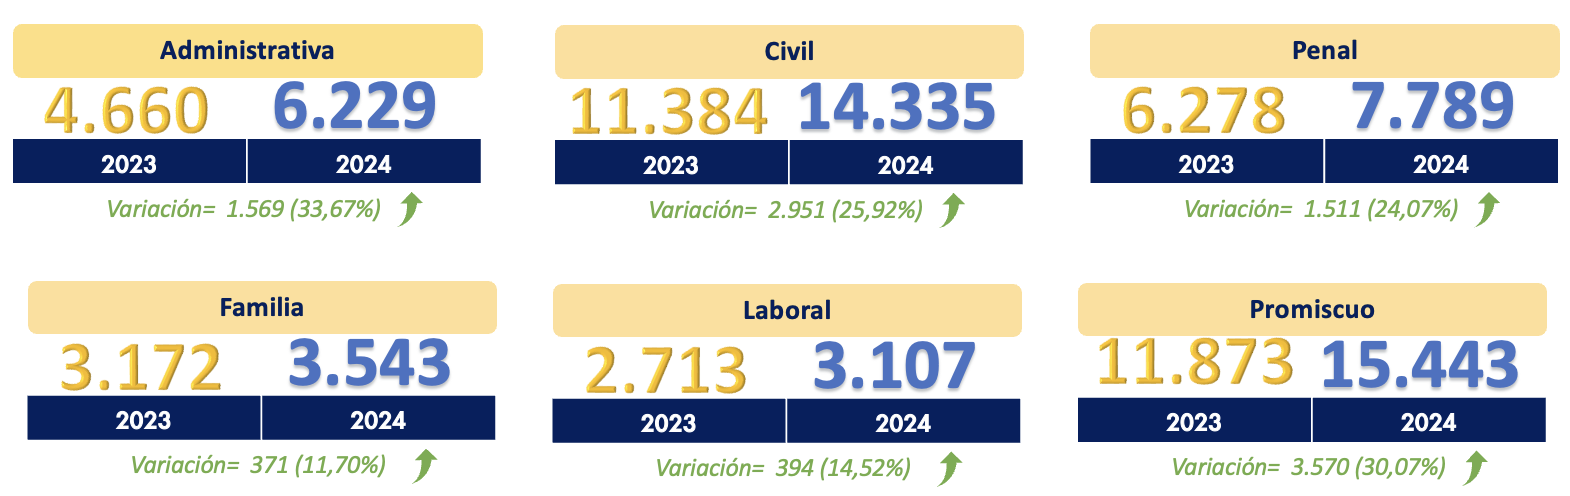 Administrativa
4.660 6.229
2023 2024
Variación= 1.569 (33,67%)
Civil
11.384 14.335
2023 2024
Variación= 2.951 (25,92%)
Penal
6.278 7.789
2023 2024
Variación= 1.511 (24,07%)
Familia
3.172 3.543
2023 2024
Variación= 371 (11,70%)
Laboral
2.713 3.107
2023 2024
Variación= 394 (14,52%)
Promiscuo
11.873 15.443
2023 2024
Variación= 3.570 (30,07%)